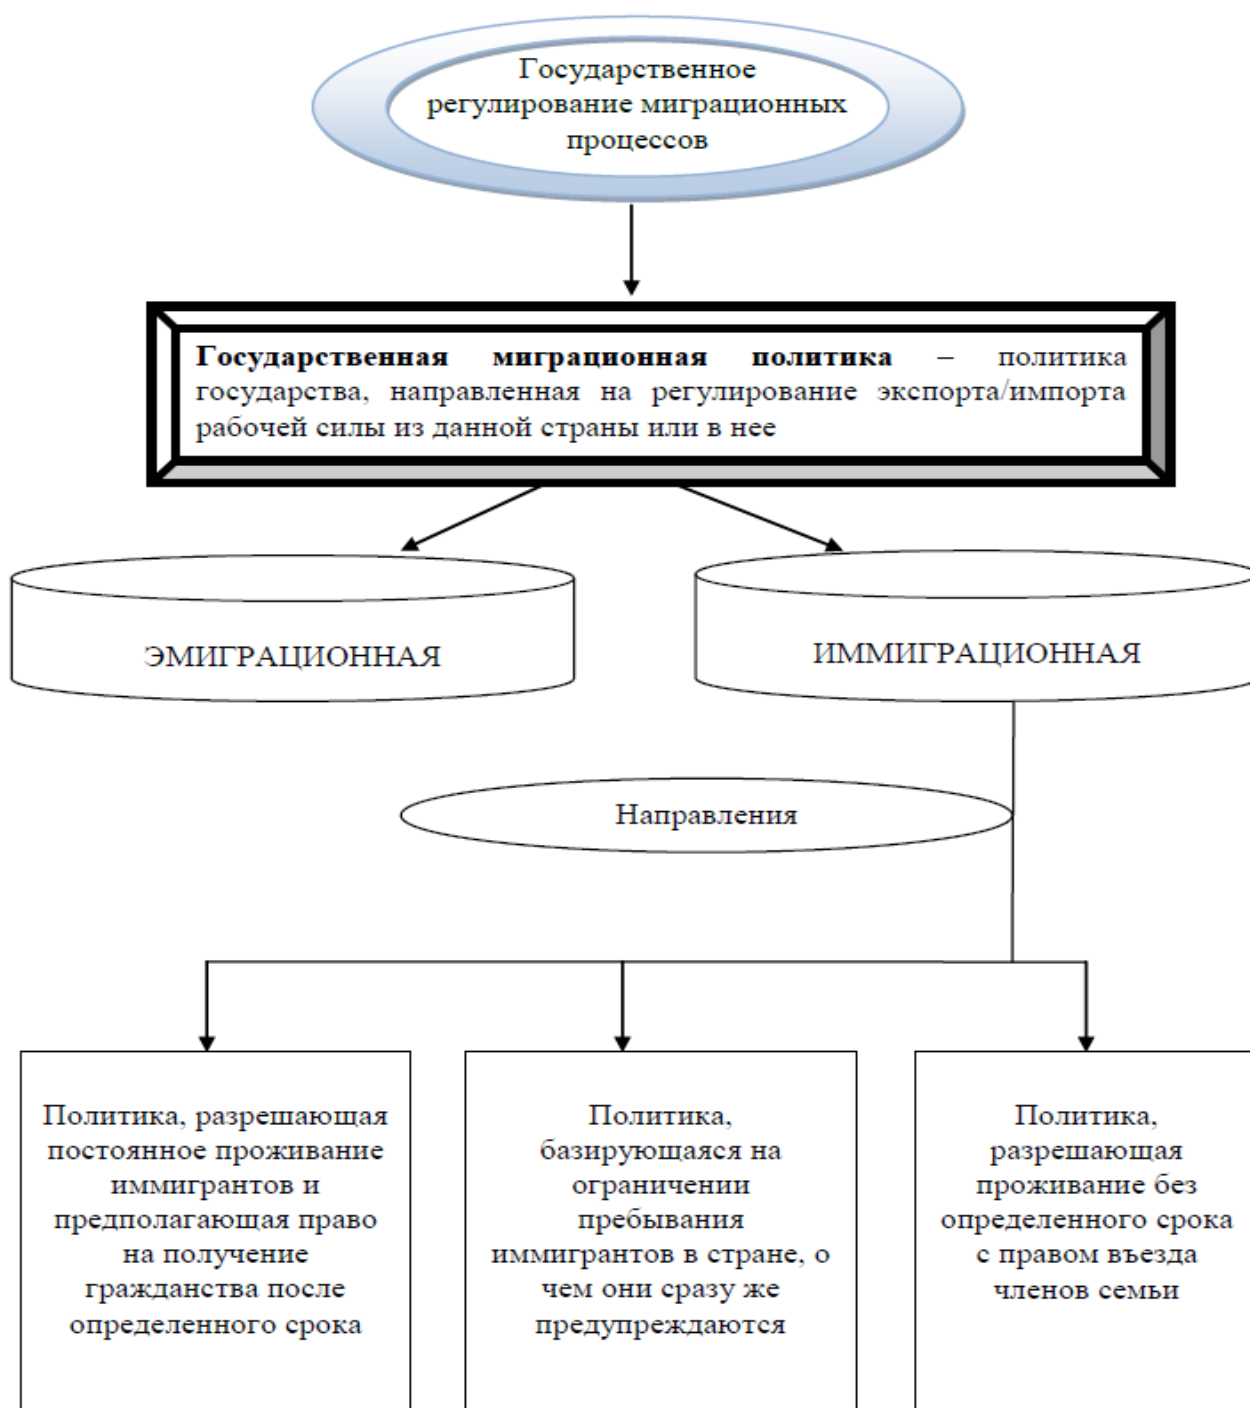 Государственное
регулирование миграционных
процессов
Государственная миграционная политика – политика
государства, направленная на регулирование экспорта/импорта
рабочей силы из данной страны или в нее
ЭМИГРАЦИОННАЯ
ИММИГРАЦИОННАЯ
Направления
Политика, разрешающая
постоянное проживание
иммигрантов и
предполагающая право
на получение
гражданства после
определенного срока
Политика,
базирующаяся на
ограничении
пребывания
иммигрантов в стране, о
чем они сразу же
предупреждаются
Политика,
разрешающая
проживание без
определенного срока
с правом въезда
членов семьи